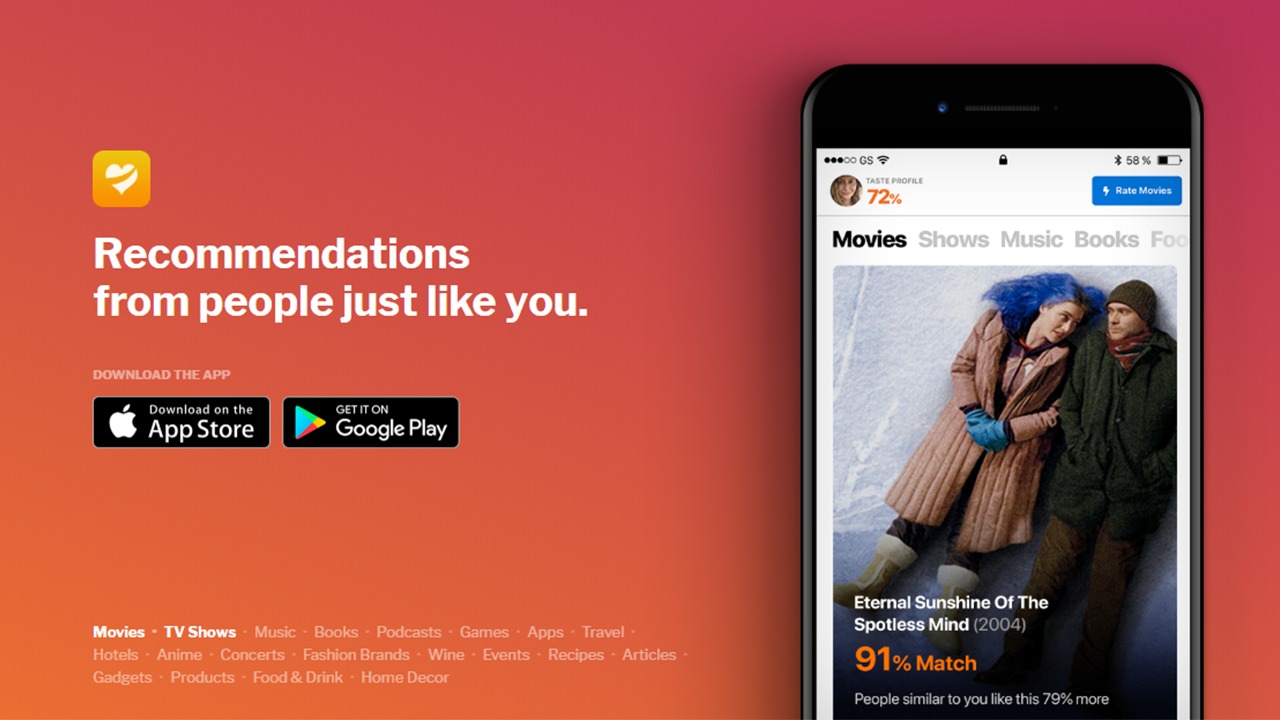 Recommendations
from people just like you.
DOWNLOAD THE APP
Download on the
App Store
GET IT ON
Google Play
Movies · TV Shows · Music · Books · Podcasts · Games · Apps · Travel ·
Hotels · Anime · Concerts · Fashion Brands · Wine · Events · Recipes · Articles ·
Gadgets · Products · Food & Drink · Home Decor
GS 58 %
TASTE PROFILE
72%
Rate Movies
Movies Shows Music Books Foo
Eternal Sunshine Of The
Spotless Mind (2004)
91% Match
People similar to you like this 79% more